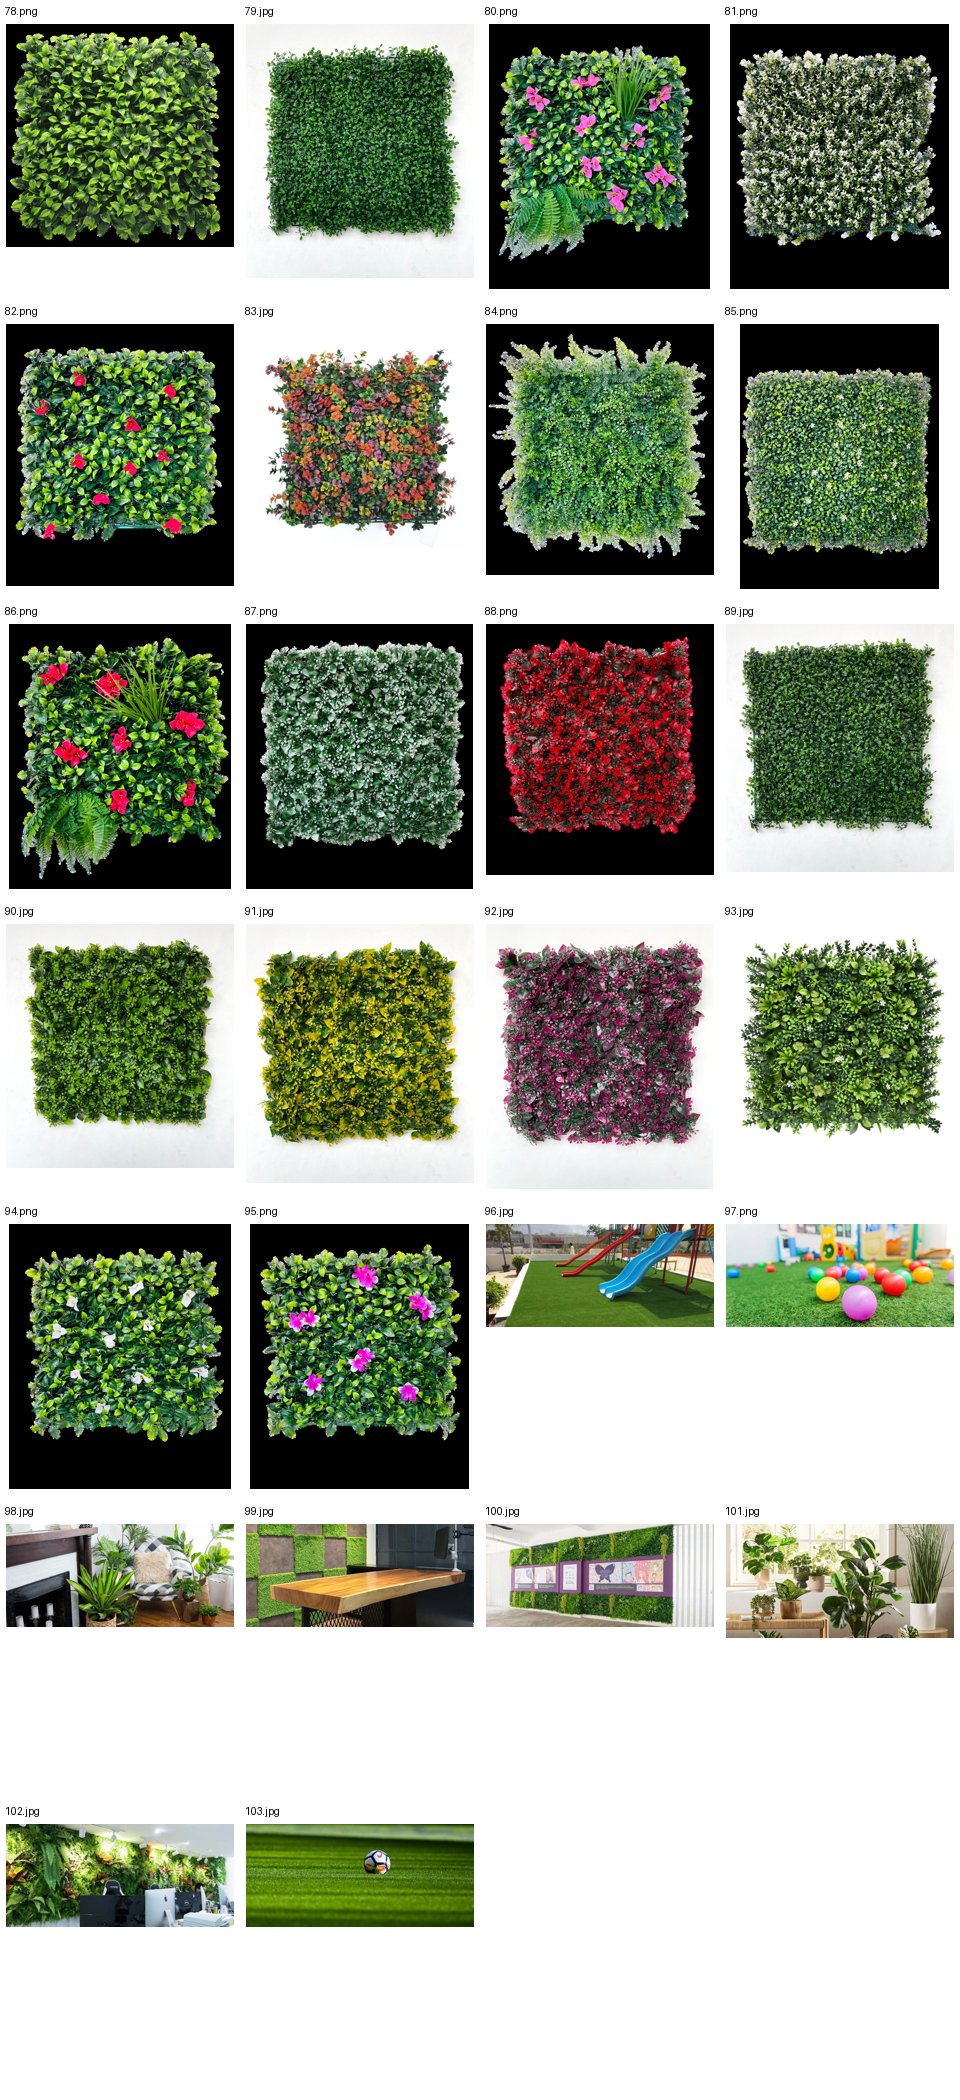 78.png 79.jpg 80.png 81.png
82.png 83.jpg 84.png 85.png
86.png 87.png 88.png 89.jpg
90.jpg 91.jpg 92.jpg 93.jpg
94.png 95.png 96.jpg 97.png
98.jpg 99.jpg 100.jpg 101.jpg
102.jpg 103.jpg